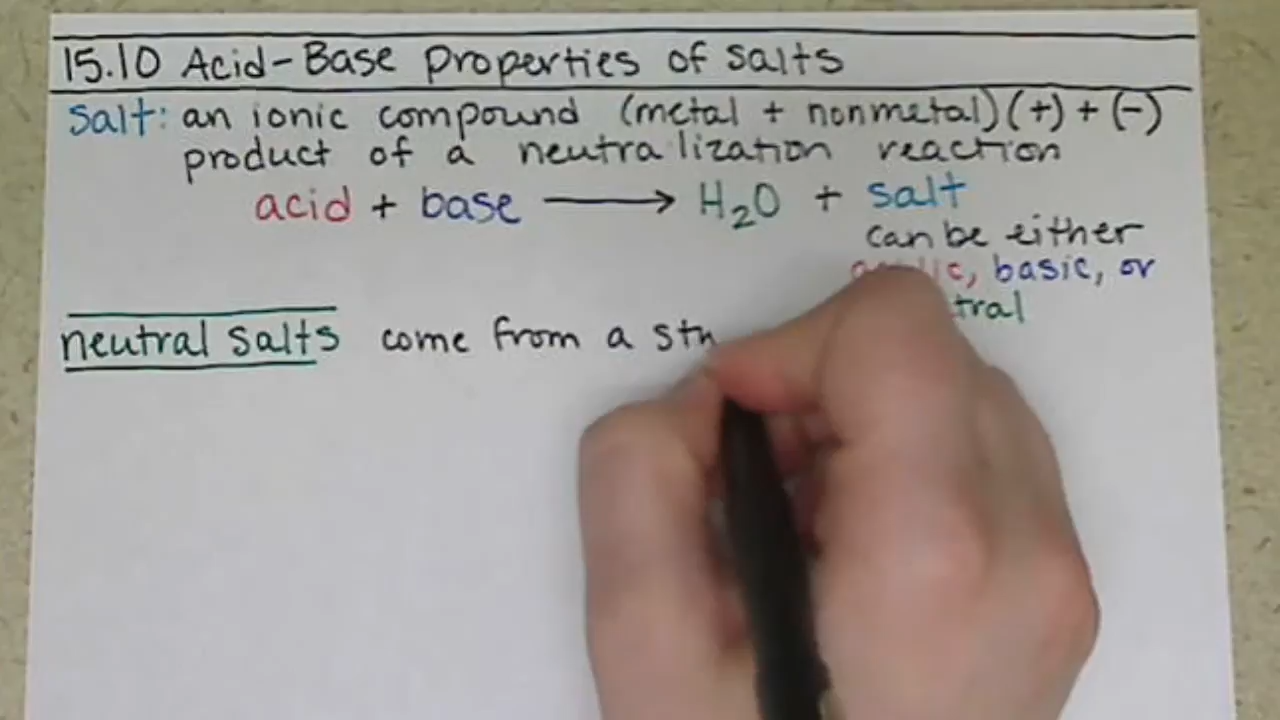 15.10 Acid-Base Properties of Salts
salt: an ionic compound (metal + nonmetal) (+) + (-)
product of a neutralization reaction
acid + base ⟶ H₂O + salt
can be either
basic, or
neutral salts come from a